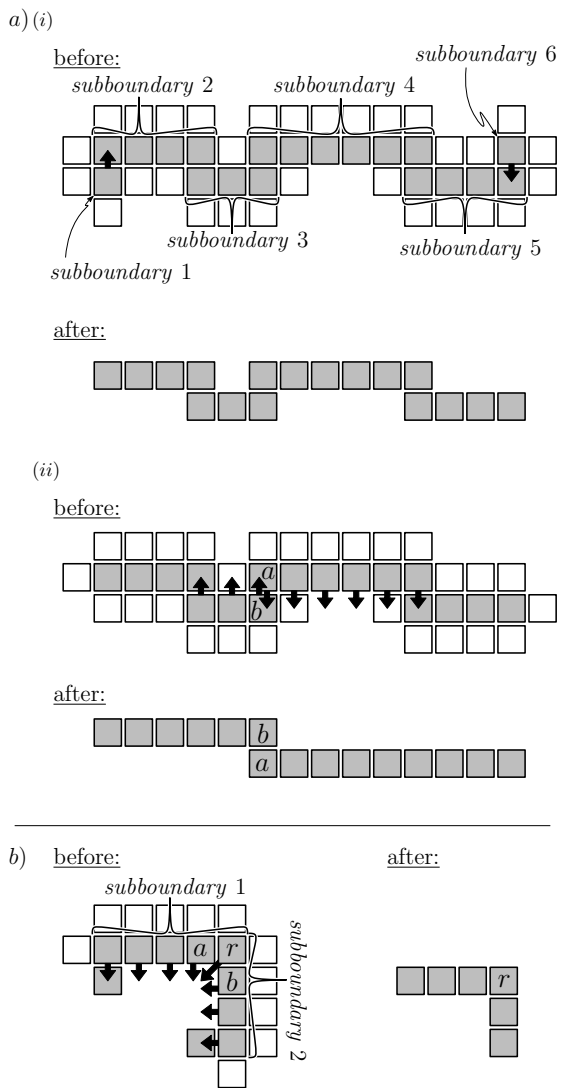 a) (i)
before:
subboundary 6
subboundary 2
subboundary 4
subboundary 3
subboundary 5
subboundary 1
after:
(ii)
before:
a
b
after:
b
a
b) before:
after:
subboundary 1
a r
b
subboundary 2
r